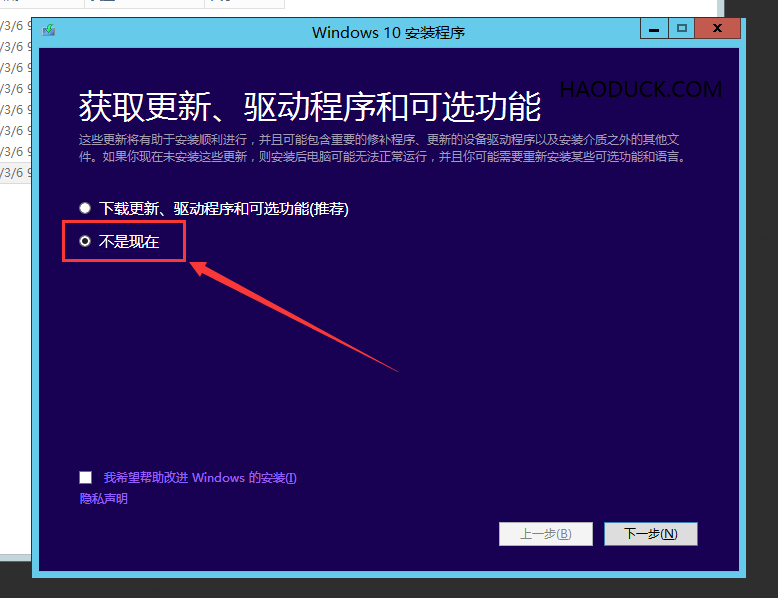 /3/6 9
Windows 10 安装程序
/3/6 9
/3/6 9
/3/6 9
HAODUCK.COM
获取更新、驱动程序和可选功能
/3/6 9
/3/6 9
这些更新将有助于安装顺利进行，并且可能包含重要的修补程序、更新的设备驱动程序以及安装介质之外的其他文
/3/6 9
件。如果你现在未安装这些更新，则安装后电脑可能无法正常运行，并且你可能需要重新安装某些可选功能和语言。
/3/6 9
下载更新、驱动程序和可选功能(推荐)
不是现在
我希望帮助改进 Windows 的安装(I)
隐私声明
上一步(B)
下一步(N)